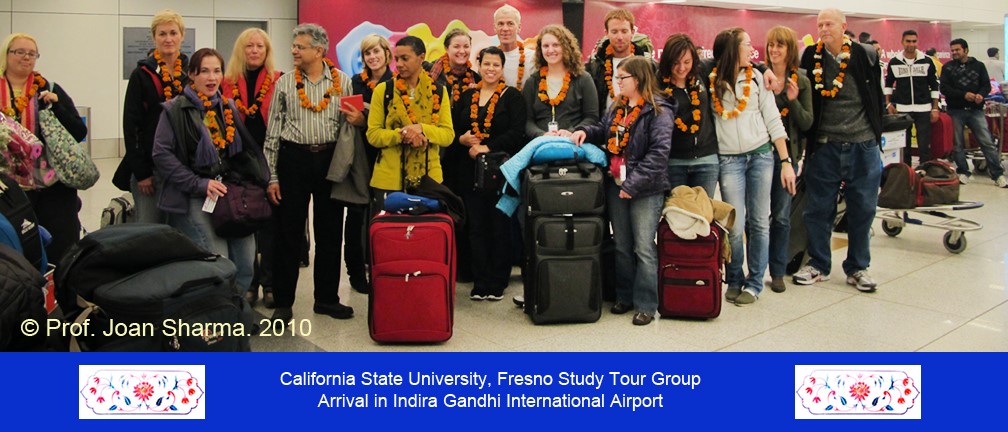 © Prof. Joan Sharma. 2010
California State University, Fresno Study Tour Group
Arrival in Indira Gandhi International Airport